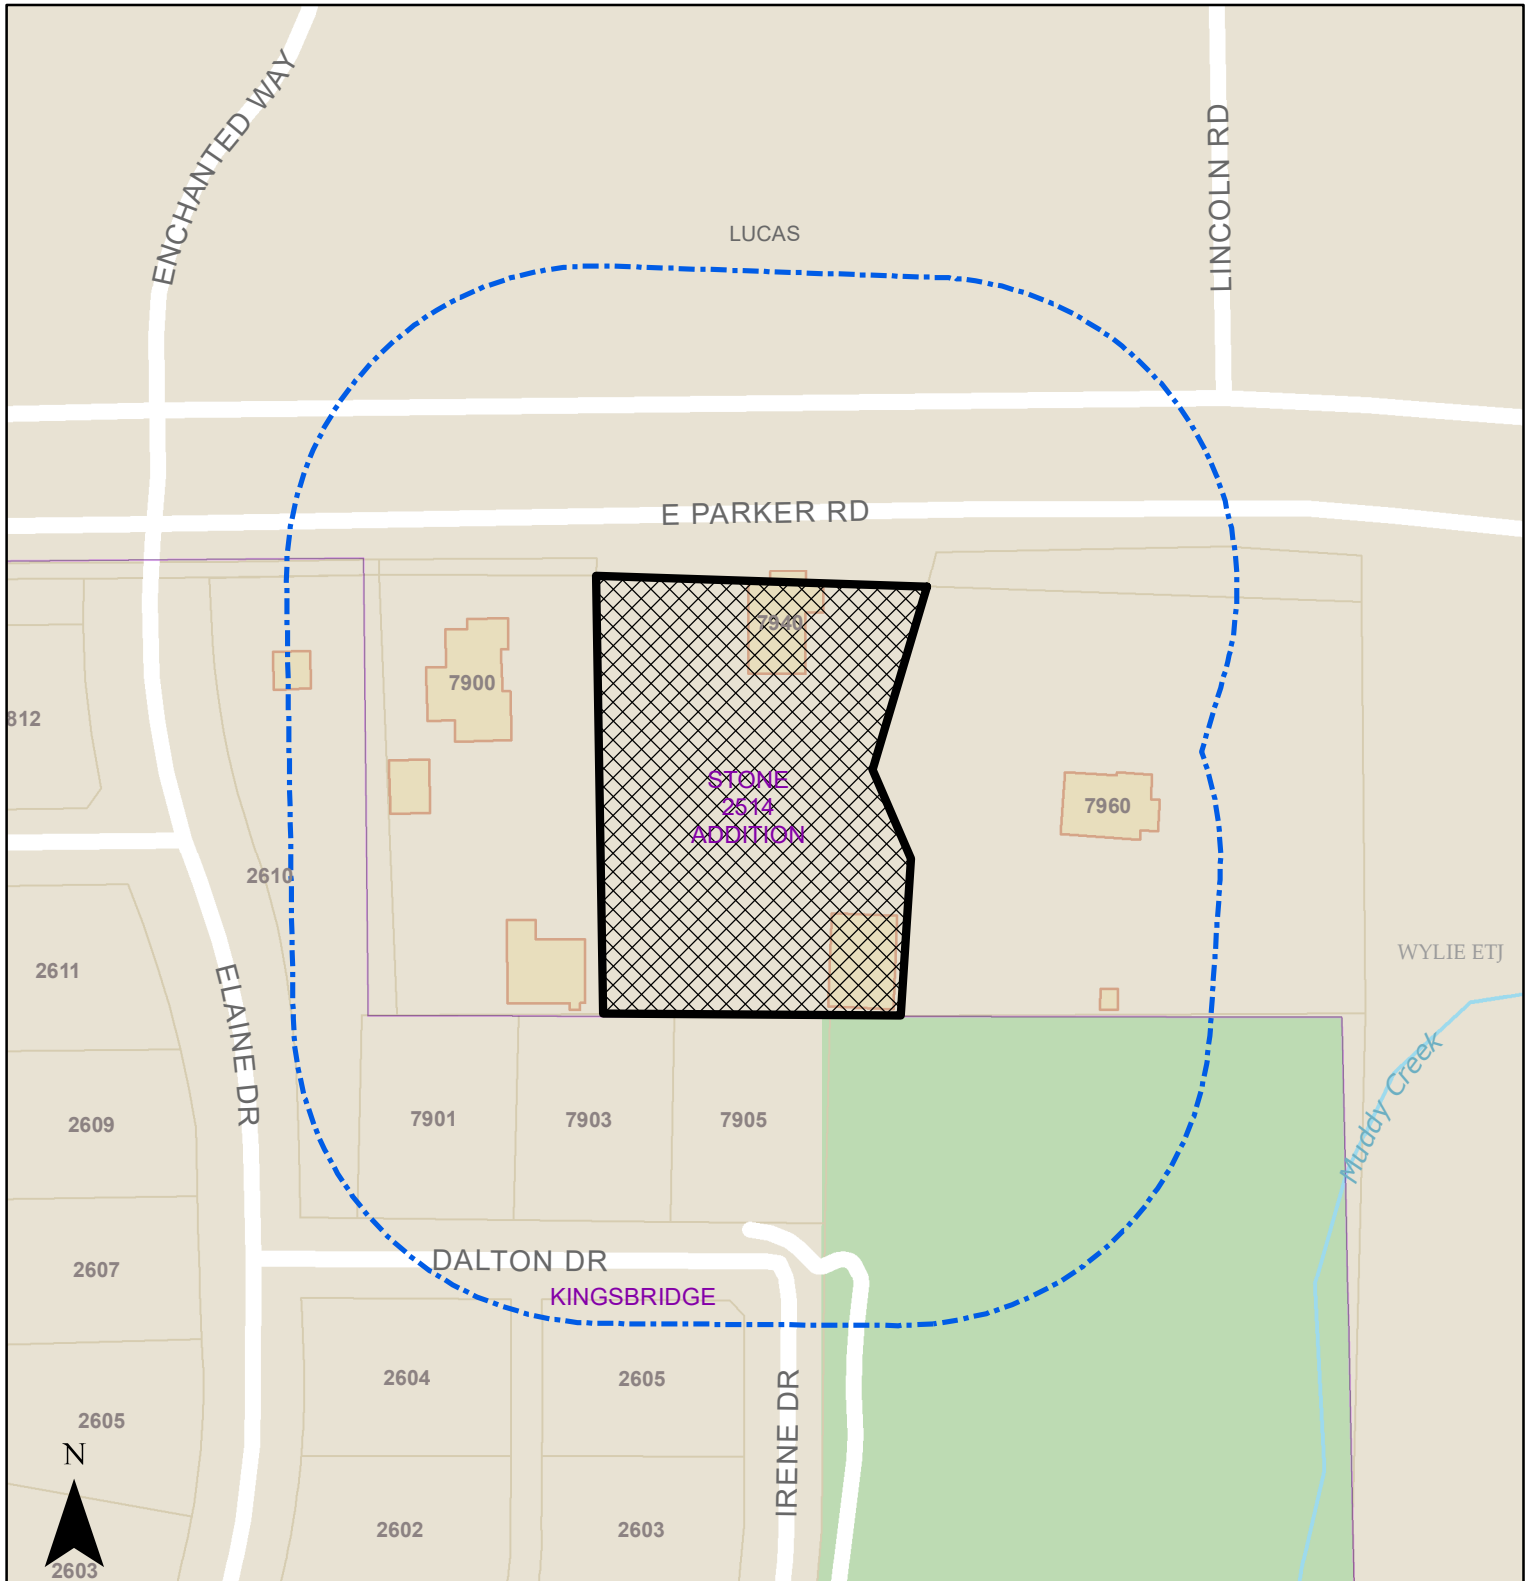 ENCHANTED WAY
LINCOLN RD
LUCAS
E PARKER RD
7940
7900
812
STONE
2514
ADDITION
7960
2610
WYLIE ETJ
2611
ELAINE DR
Muddy Creek
2609
7901
7903
7905
2607
DALTON DR
KINGSBRIDGE
2604
2605
2605
IRENE DR
N
2602
2603
2603